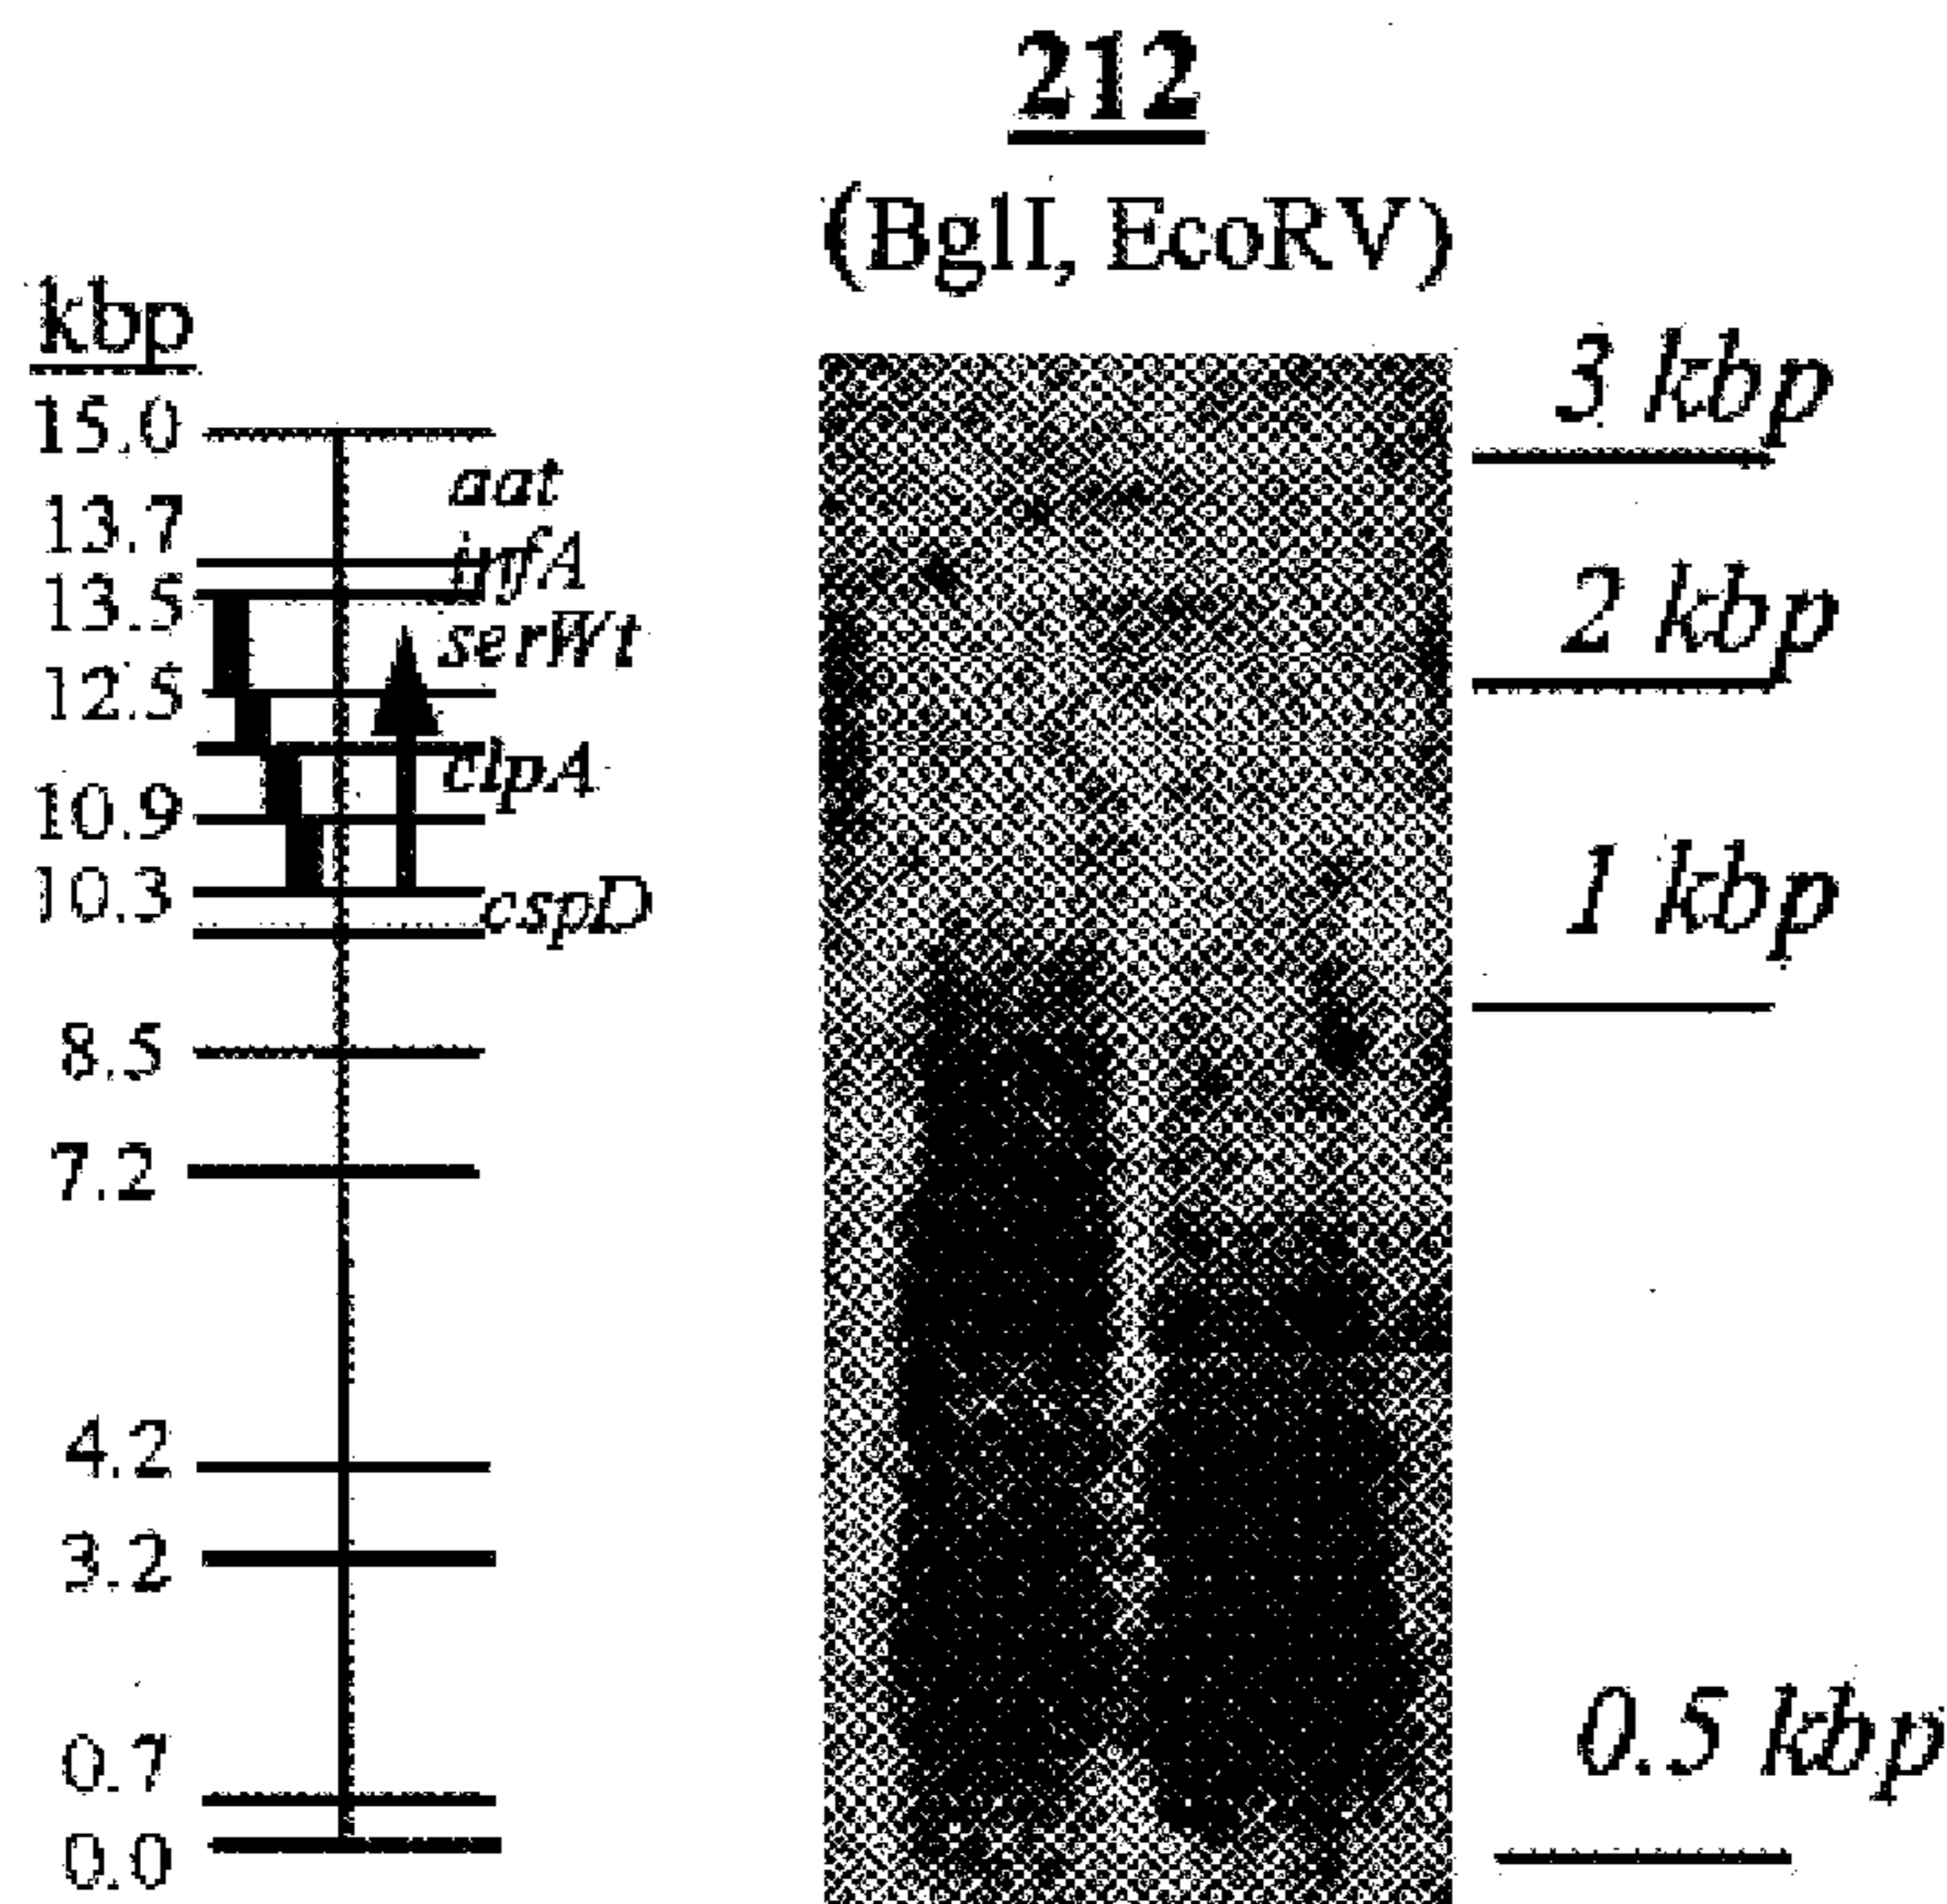 212
(BglI, EcoRV)
kbp
15.0
13.7
13.5
12.5
10.9
10.3
8.5
7.2
4.2
3.2
0.7
0.0
aat
infA
serWt
clpA
cspD
3 kbp
2 kbp
1 kbp
0.5 kbp